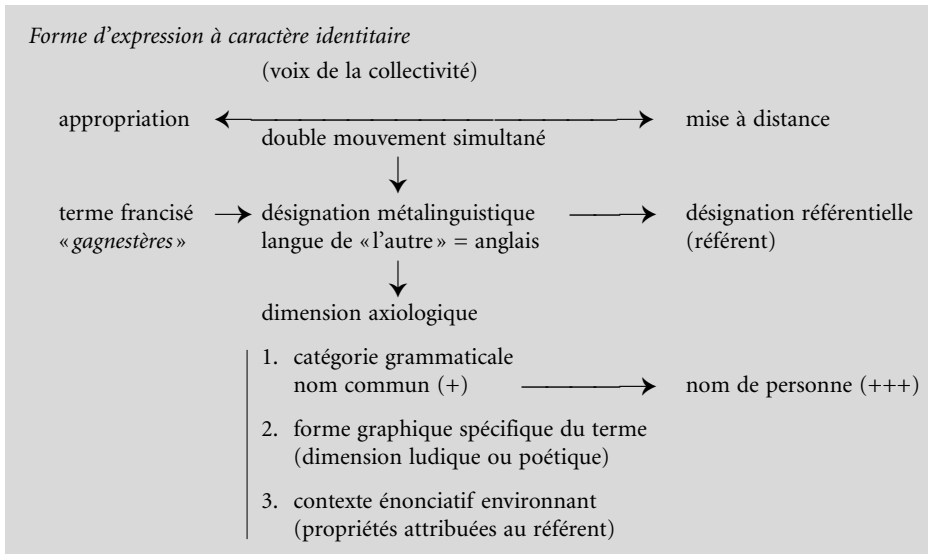 Forme d'expression à caractère identitaire
(voix de la collectivité)
appropriation mise à distance
double mouvement simultané
terme francisé désignation métalinguistique désignation référentielle
«gagnestères» langue de «l'autre» = anglais (référent)
dimension axiologique
1. catégorie grammaticale
nom commun (+) nom de personne (+++)
2. forme graphique spécifique du terme
(dimension ludique ou poétique)
3. contexte énonciatif environnant
(propriétés attribuées au référent)